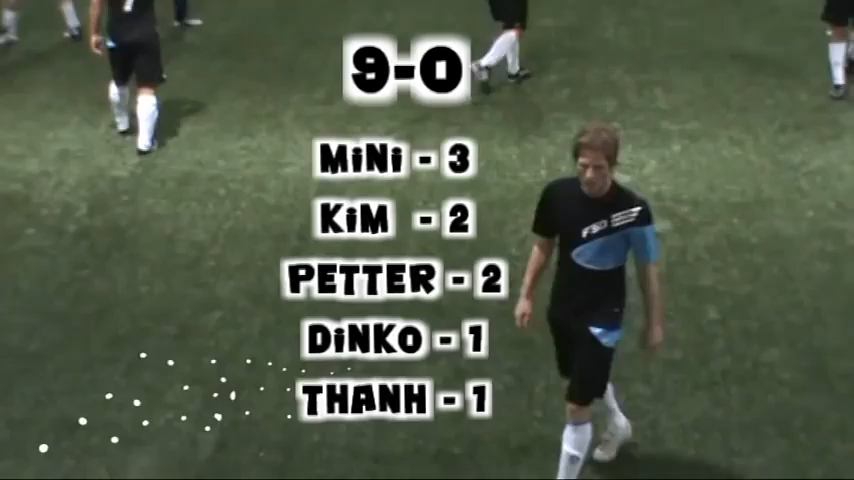 9-0
MiNi - 3
KiM - 2
PETTER - 2
DiNKO - 1
THANH - 1